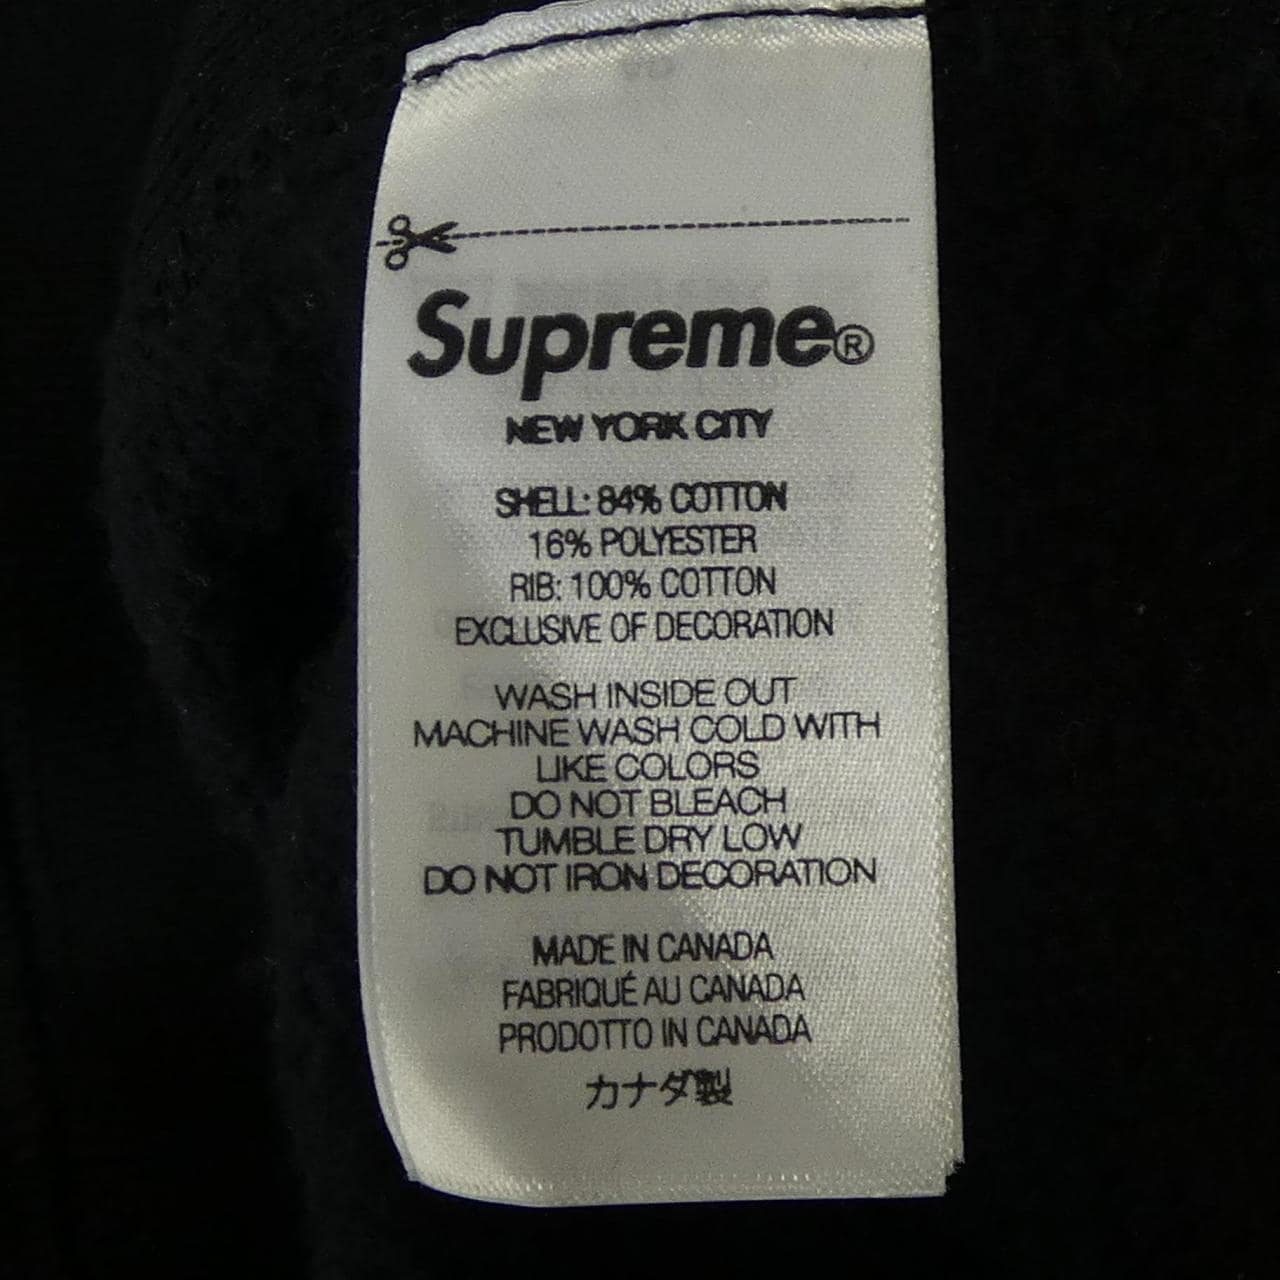 Supreme®
NEW YORK CITY
SHELL: 84% COTTON
16% POLYESTER
RIB: 100% COTTON
EXCLUSIVE OF DECORATION
WASH INSIDE OUT
MACHINE WASH COLD WITH
LIKE COLORS
DO NOT BLEACH
TUMBLE DRY LOW
DO NOT IRON DECORATION
MADE IN CANADA
FABRIQUÉ AU CANADA
PRODOTTO IN CANADA
カナダ製